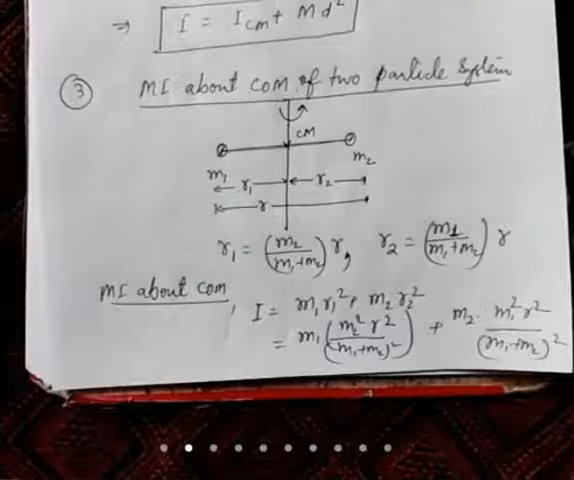 ⇒ I = Icm + Md²
③ MI about COM of two particle System
CM
m₁ m₂
r₁ r₂
r
r₁ = (m₂/(m₁+m₂)) r, r₂ = (m₁/(m₁+m₂)) r
MI about com, I = m₁r₁² + m₂r₂²
= m₁(m₂²r²/(m₁+m₂)²) + m₂ · m₁²r²/(m₁+m₂)²